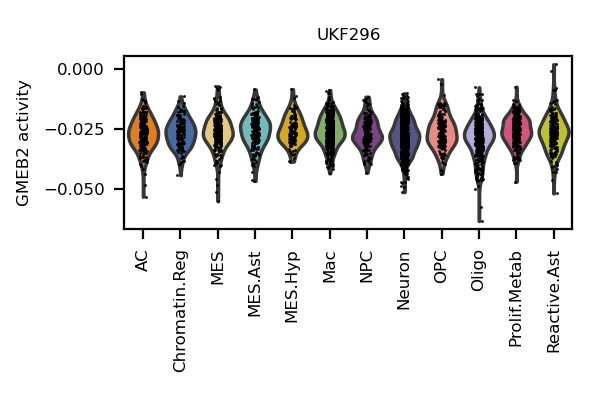 UKF296
GMEB2 activity
0.000
−0.025
−0.050
AC
Chromatin.Reg
MES
MES.Ast
MES.Hyp
Mac
NPC
Neuron
OPC
Oligo
Prolif.Metab
Reactive.Ast